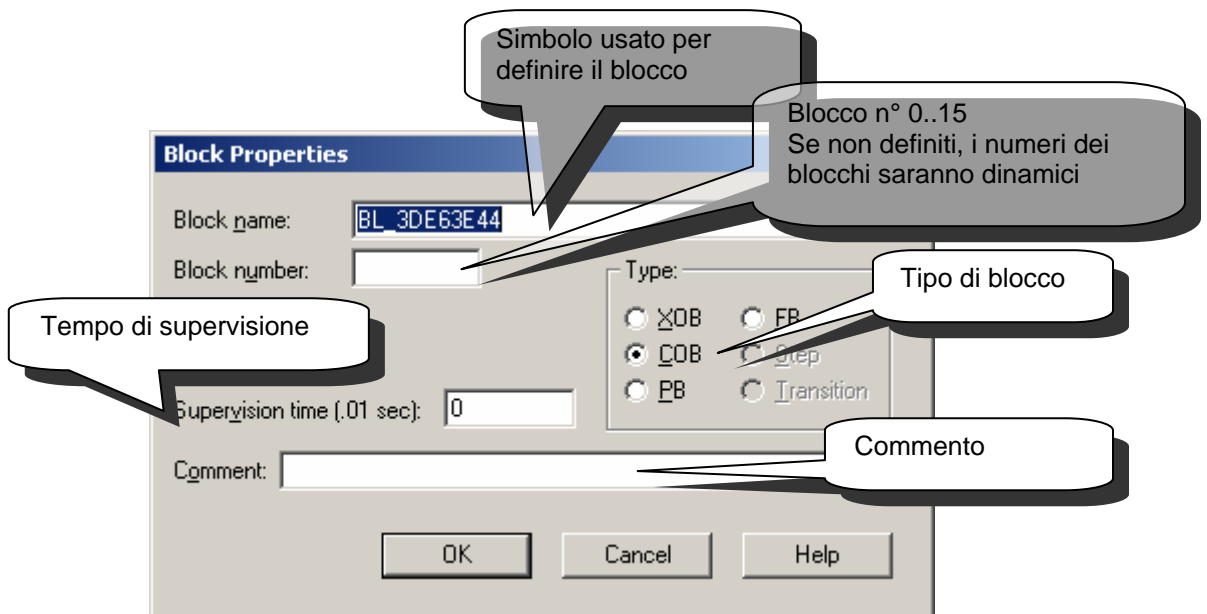 Simbolo usato per
definire il blocco
Blocco n° 0..15
Se non definiti, i numeri dei
blocchi saranno dinamici
Block Properties
Block name:
BL_3DE63E44
Block number:
Type:
Tipo di blocco
XOB
FB
Tempo di supervisione
COB
Step
PB
Transition
Supervision time (.01 sec):
0
Commento
Comment:
OK
Cancel
Help